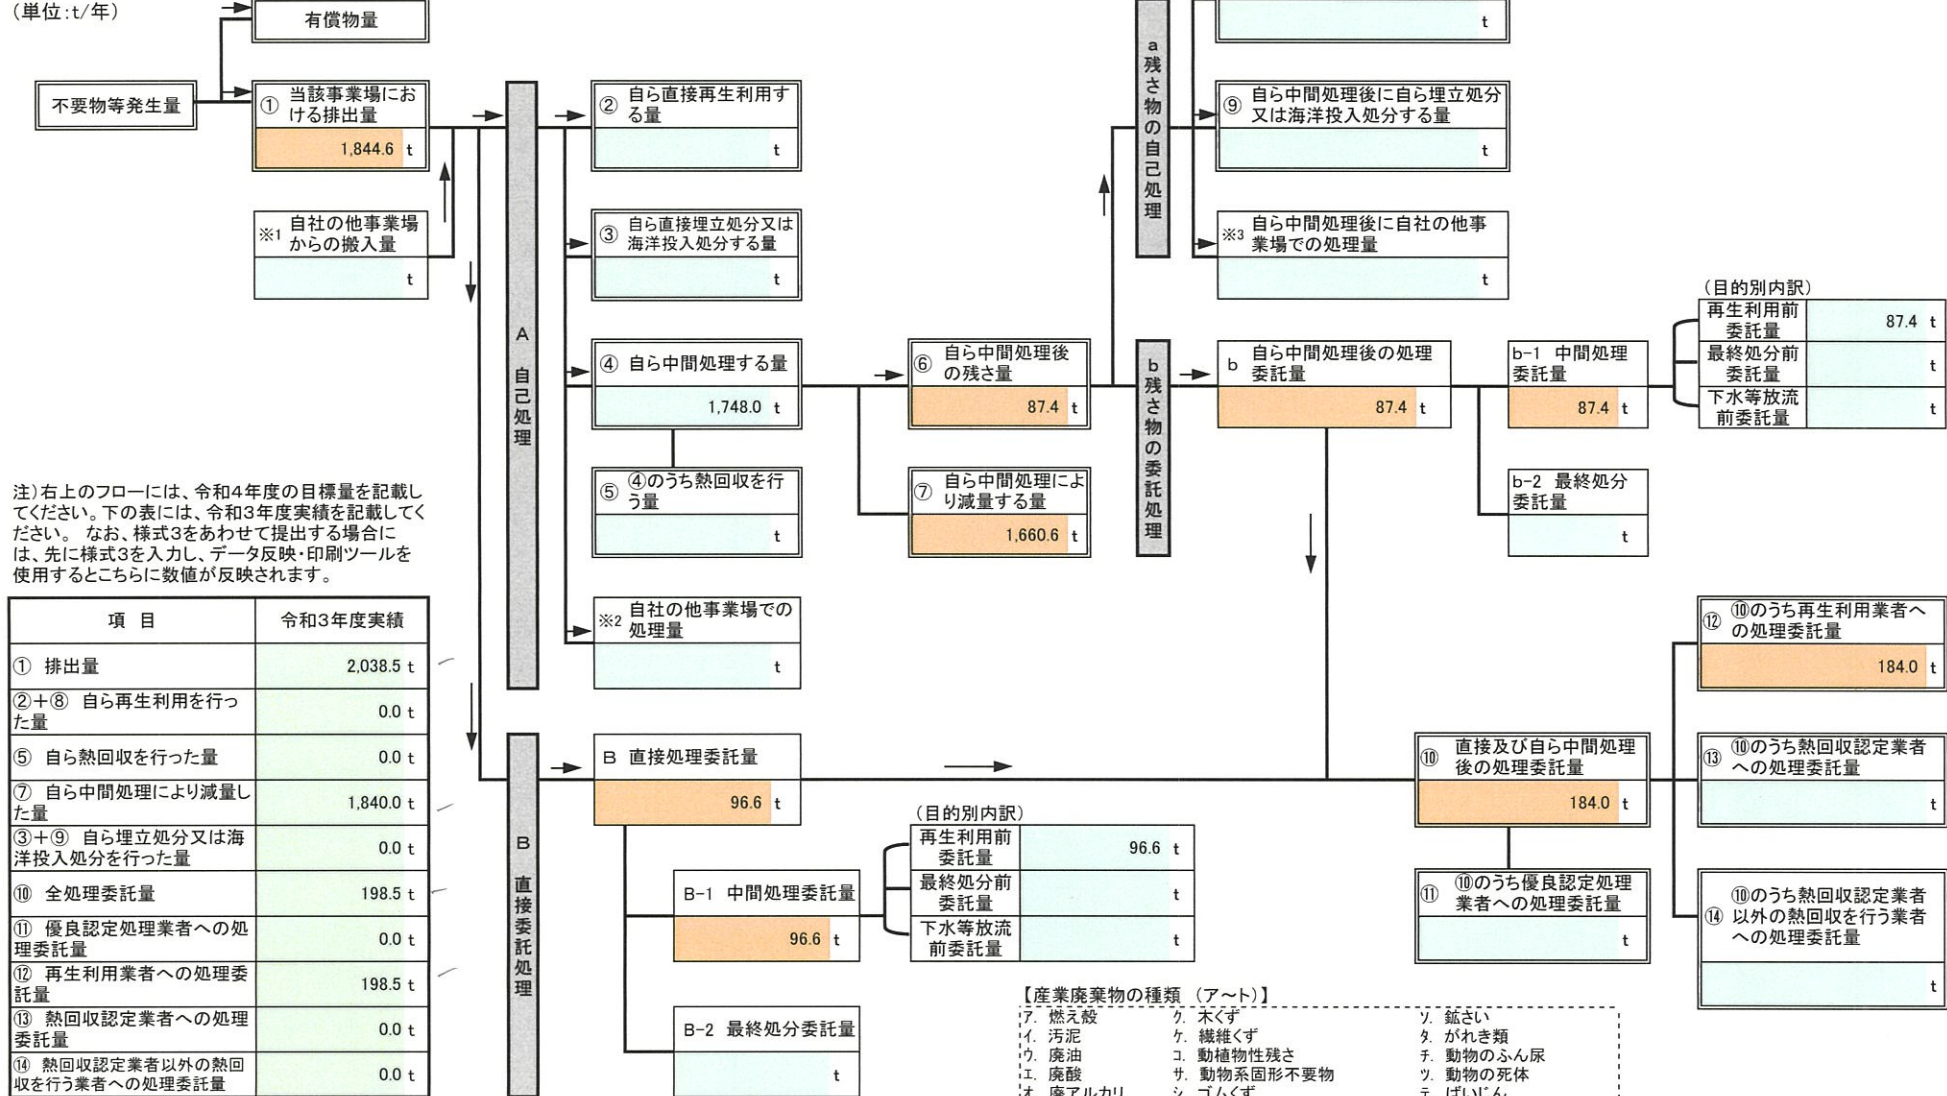 (単位:t/年)
有償物量
不要物等発生量
① 当該事業場にお
ける排出量
1,844.6 t
※1 自社の他事業場
からの搬入量
t
A 自己処理
② 自ら直接再生利用す
る量
t
③ 自ら直接埋立処分又は
海洋投入処分する量
t
④ 自ら中間処理する量
1,748.0 t
⑤ ④のうち熱回収を行
う量
t
※2 自社の他事業場での
処理量
t
⑥ 自ら中間処理後
の残さ量
87.4 t
⑦ 自ら中間処理によ
り減量する量
1,660.6 t
a 残さ物の自己処理
t
⑨ 自ら中間処理後に自ら埋立処分
又は海洋投入処分する量
t
※3 自ら中間処理後に自社の他事
業場での処理量
t
b 残さ物の委託処理
b 自ら中間処理後の処理
委託量
87.4 t
b-1 中間処理
委託量
87.4 t
(目的別内訳)
再生利用前
委託量
87.4 t
最終処分前
委託量
t
下水等放流
前委託量
t
b-2 最終処分
委託量
t
注)右上のフローには、令和4年度の目標量を記載し
てください。下の表には、令和3年度実績を記載してく
ださい。 なお、様式3をあわせて提出する場合に
は、先に様式3を入力し、データ反映・印刷ツールを
使用するとこちらに数値が反映されます。
項 目 令和3年度実績
① 排出量 2,038.5 t
②+⑧ 自ら再生利用を行っ
た量 0.0 t
⑤ 自ら熱回収を行った量 0.0 t
⑦ 自ら中間処理により減量し
た量 1,840.0 t
③+⑨ 自ら埋立処分又は海
洋投入処分を行った量 0.0 t
⑩ 全処理委託量 198.5 t
⑪ 優良認定処理業者への処
理委託量 0.0 t
⑫ 再生利用業者への処理委
託量 198.5 t
⑬ 熱回収認定業者への処理
委託量 0.0 t
⑭ 熱回収認定業者以外の熱回
収を行う業者への処理委託量 0.0 t
B 直接委託処理
B 直接処理委託量
96.6 t
B-1 中間処理委託量
96.6 t
(目的別内訳)
再生利用前
委託量
96.6 t
最終処分前
委託量
t
下水等放流
前委託量
t
B-2 最終処分委託量
t
⑩ 直接及び自ら中間処理
後の処理委託量
184.0 t
⑪ ⑩のうち優良認定処理
業者への処理委託量
t
⑫ ⑩のうち再生利用業者へ
の処理委託量
184.0 t
⑬ ⑩のうち熱回収認定業者
への処理委託量
t
⑭ ⑩のうち熱回収認定業者
以外の熱回収を行う業者
への処理委託量
t
【産業廃棄物の種類 (ア~ト)】
ア. 燃え殻 ク. 木くず ソ. 鉱さい
イ. 汚泥 ケ. 繊維くず タ. がれき類
ウ. 廃油 コ. 動植物性残さ チ. 動物のふん尿
エ. 廃酸 サ. 動物系固形不要物 ツ. 動物の死体
オ. 廃アルカリ シ. ゴムくず テ. ばいじん